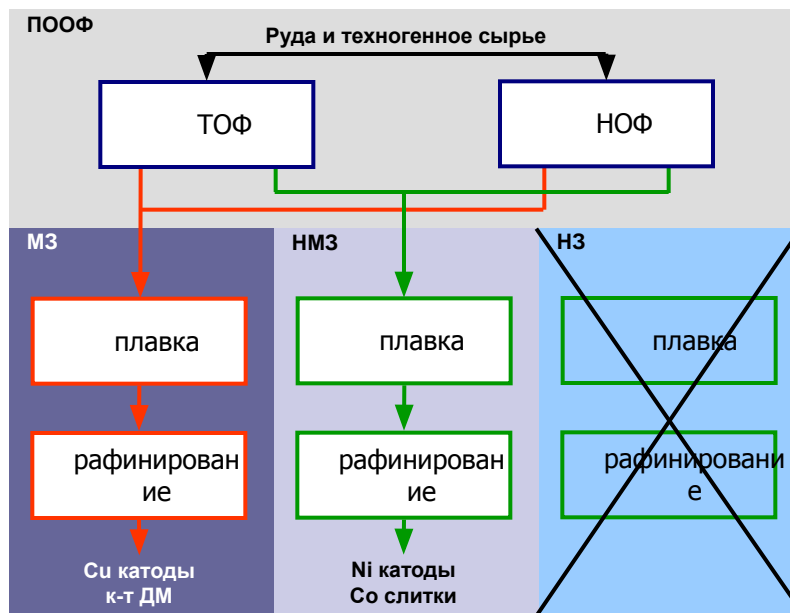 ПООФ
Руда и техногенное сырье
ТОФ
НОФ
МЗ
НМЗ
НЗ
плавка
плавка
плавка
рафинирован
ие
рафинирован
ие
рафинировани
е
Cu катоды
к-т ДМ
Ni катоды
Co слитки